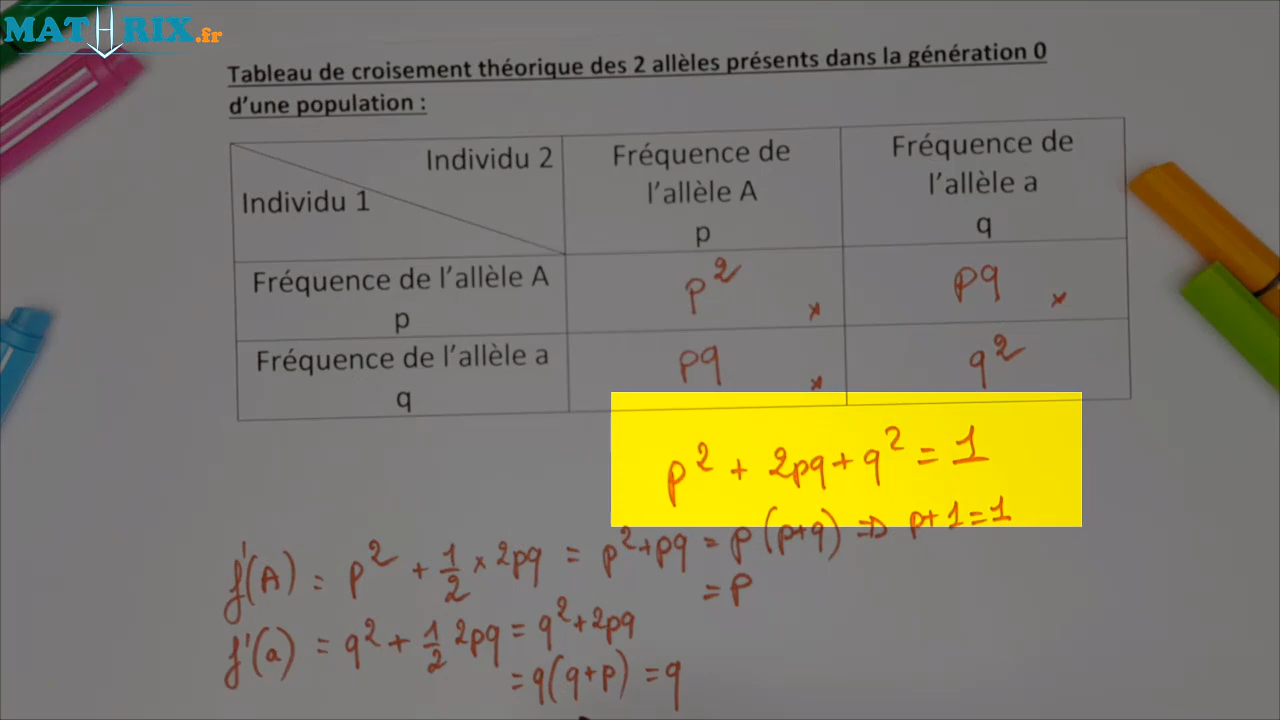 MATHRIX.fr
Tableau de croisement théorique des 2 allèles présents dans la génération 0
d'une population :
Individu 2
Individu 1
Fréquence de
l'allèle A
p
Fréquence de
l'allèle a
q
Fréquence de l'allèle A
p
p²
pq
Fréquence de l'allèle a
q
pq
q²
p² + 2pq + q² = 1
f'(A) = p² + 1/2 × 2pq = p² + pq = p (p+q) => p+1=1
= p
f'(a) = q² + 1/2 2pq = q² + 2pq
= q(q+p) = q